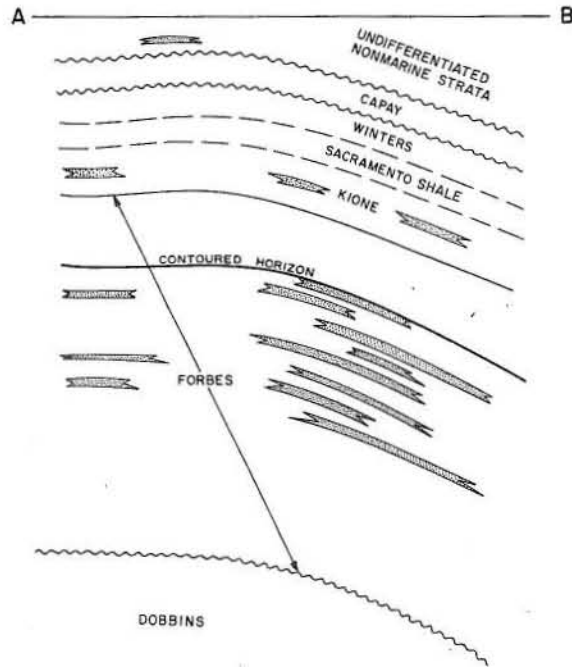 A
B
UNDIFFERENTIATED
NONMARINE STRATA
CAPAY
WINTERS
SACRAMENTO SHALE
KIONE
CONTOURED HORIZON
FORBES
DOBBINS